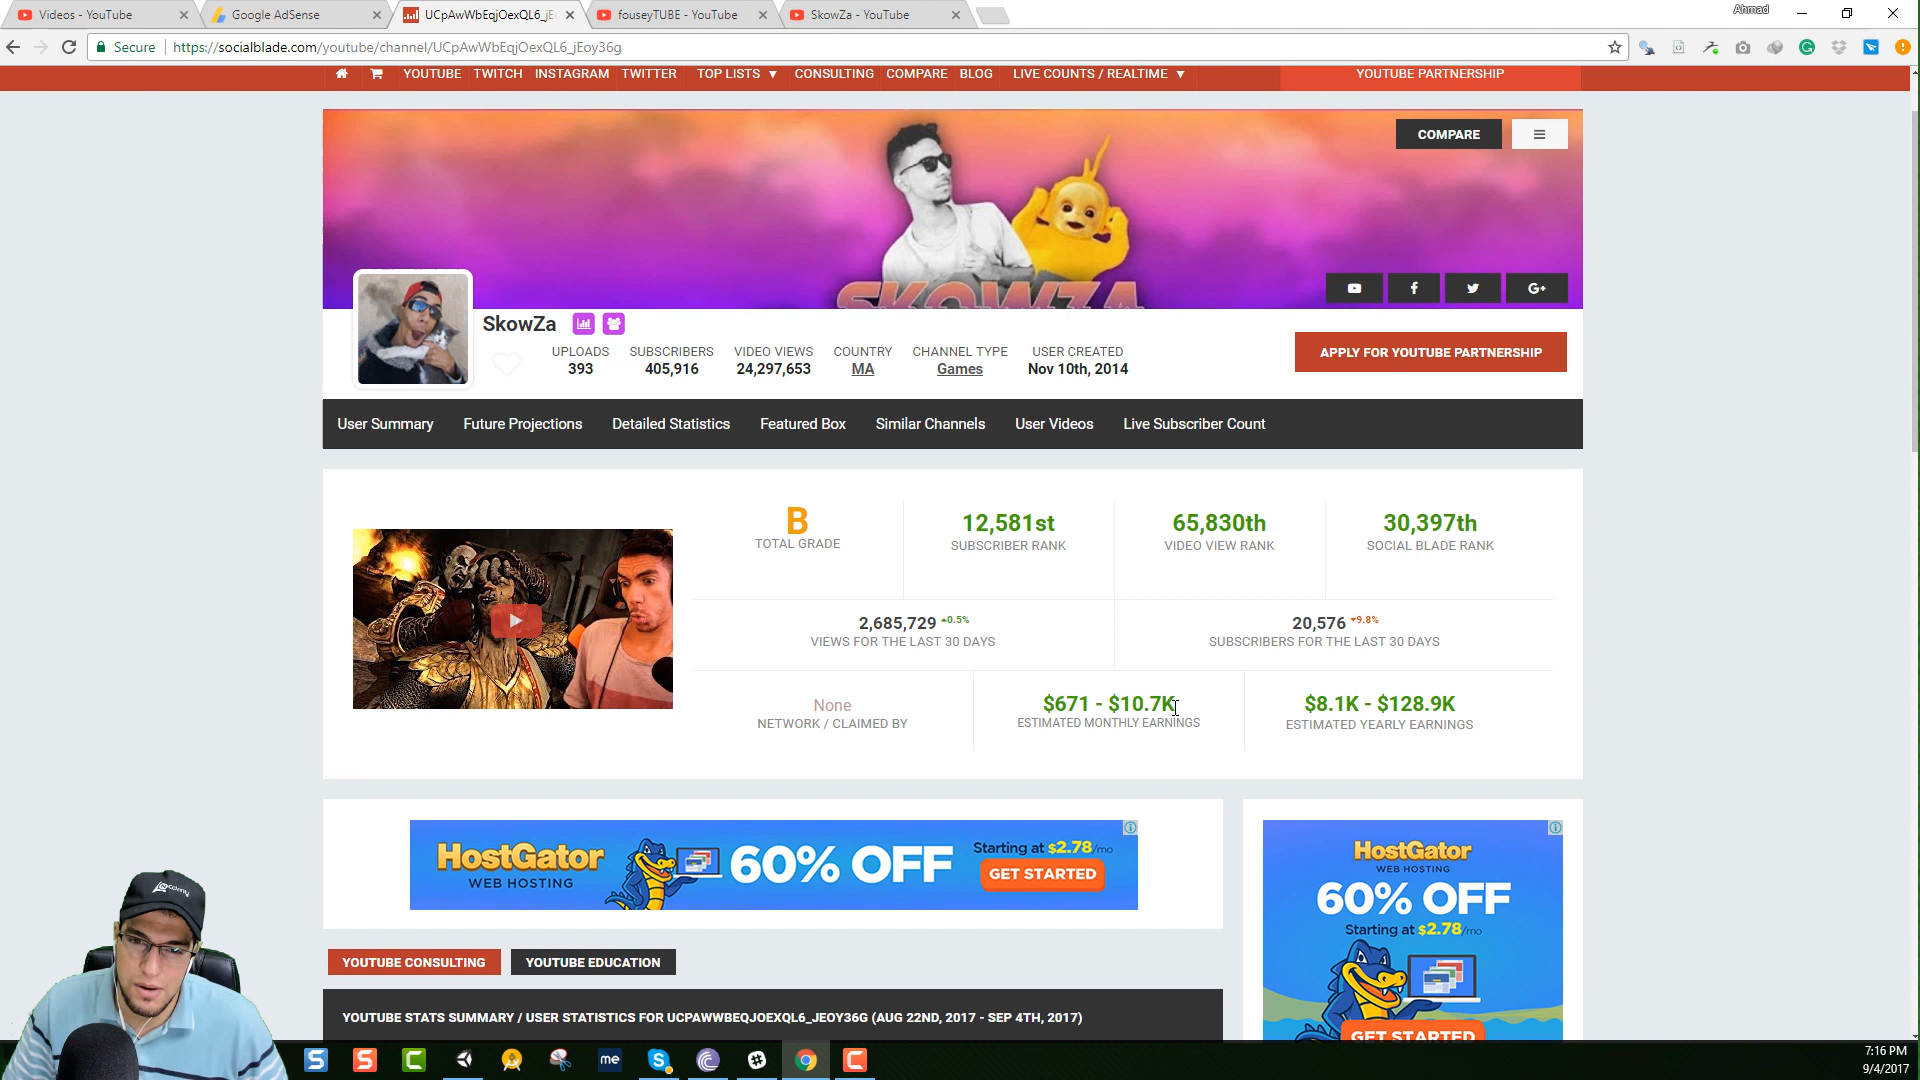 Videos - YouTube
Google AdSense
UCpAwWbEqjOexQL6_jE
fouseyTUBE - YouTube
SkowZa - YouTube
Ahmad
Secure
https://socialblade.com/youtube/channel/UCpAwWbEqjOexQL6_jEoy36g
YOUTUBE TWITCH INSTAGRAM TWITTER TOP LISTS ▼ CONSULTING COMPARE BLOG LIVE COUNTS / REALTIME ▼
YOUTUBE PARTNERSHIP
COMPARE
SKOWZA
SkowZa
UPLOADS SUBSCRIBERS VIDEO VIEWS COUNTRY CHANNEL TYPE USER CREATED
393 405,916 24,297,653 MA Games Nov 10th, 2014
APPLY FOR YOUTUBE PARTNERSHIP
User Summary Future Projections Detailed Statistics Featured Box Similar Channels User Videos Live Subscriber Count
B 12,581st 65,830th 30,397th
TOTAL GRADE SUBSCRIBER RANK VIDEO VIEW RANK SOCIAL BLADE RANK
2,685,729 0.5% 20,576 9.8%
VIEWS FOR THE LAST 30 DAYS SUBSCRIBERS FOR THE LAST 30 DAYS
None $671 - $10.7K $8.1K - $128.9K
NETWORK / CLAIMED BY ESTIMATED MONTHLY EARNINGS ESTIMATED YEARLY EARNINGS
HostGator
WEB HOSTING
60% OFF
Starting at $2.78/mo
GET STARTED
HostGator
WEB HOSTING
60% OFF
Starting at $2.78/mo
GET STARTED
YOUTUBE CONSULTING
YOUTUBE EDUCATION
YOUTUBE STATS SUMMARY / USER STATISTICS FOR UCPAWWBEQJOEXQL6_JEOY36G (AUG 22ND, 2017 - SEP 4TH, 2017)
me
7:16 PM
9/4/2017